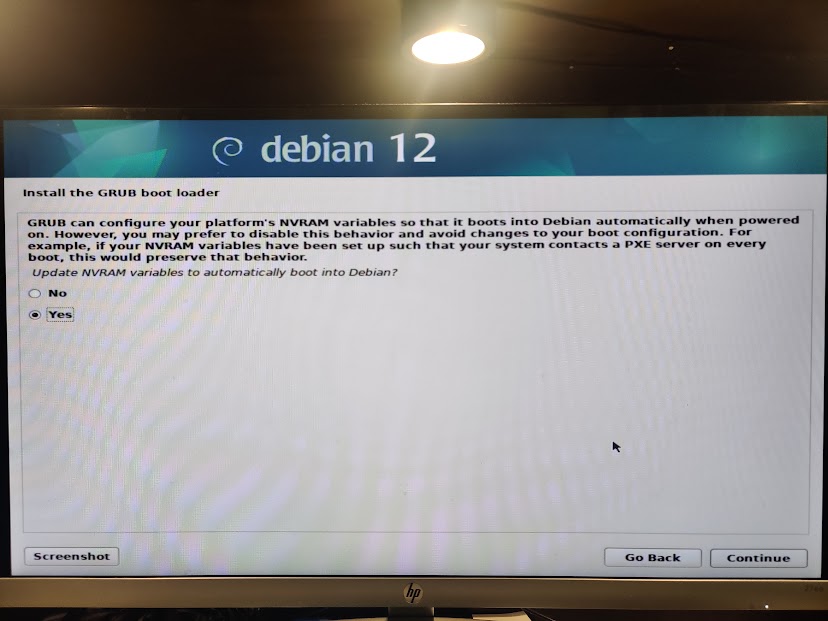 debian 12
Install the GRUB boot loader
GRUB can configure your platform's NVRAM variables so that it boots into Debian automatically when powered
on. However, you may prefer to disable this behavior and avoid changes to your boot configuration. For
example, if your NVRAM variables have been set up such that your system contacts a PXE server on every
boot, this would preserve that behavior.
Update NVRAM variables to automatically boot into Debian?
No
Yes
Screenshot
Go Back
Continue
hp